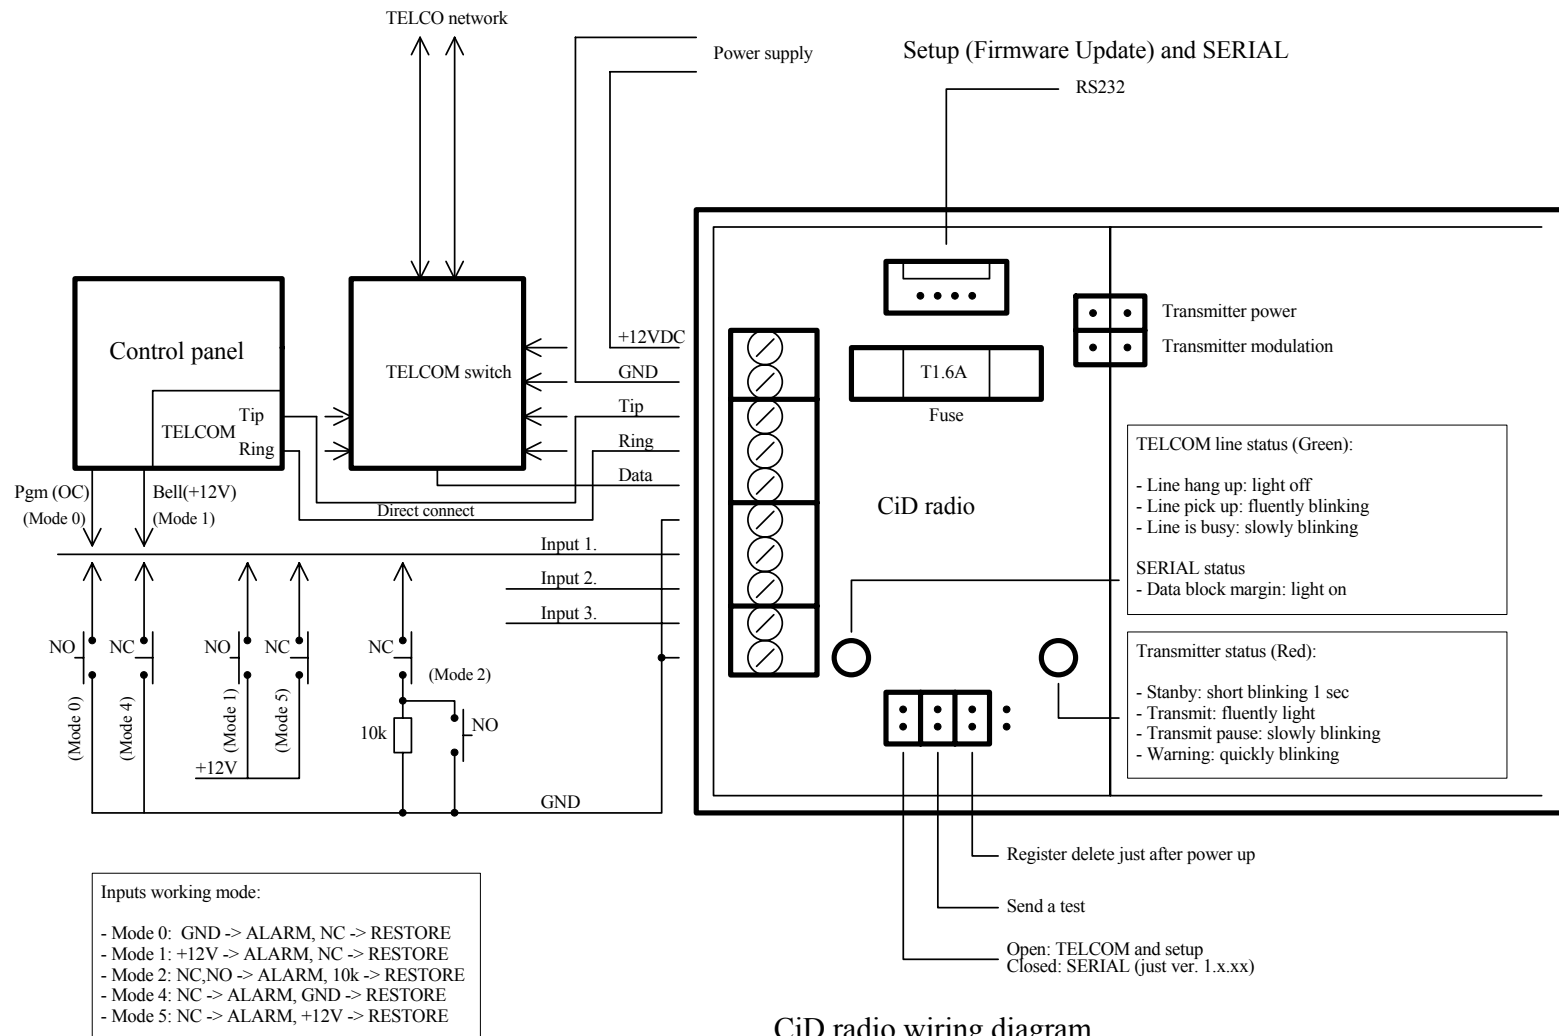 TELCO network
Power supply
Setup (Firmware Update) and SERIAL
RS232
Control panel
TELCOM switch
TELCOM
Tip
Ring
+12VDC
GND
Tip
Ring
Data
Direct connect
Pgm (OC)
(Mode 0)
Bell(+12V)
(Mode 1)
Input 1.
Input 2.
Input 3.
NO
NC
NO
NC
NC
(Mode 0)
(Mode 4)
(Mode 1)
(Mode 5)
(Mode 2)
10k
NO
+12V
GND
T1.6A
Fuse
CiD radio
Transmitter power
Transmitter modulation
TELCOM line status (Green):
- Line hang up: light off
- Line pick up: fluently blinking
- Line is busy: slowly blinking
SERIAL status
- Data block margin: light on
Transmitter status (Red):
- Stanby: short blinking 1 sec
- Transmit: fluently light
- Transmit pause: slowly blinking
- Warning: quickly blinking
Register delete just after power up
Send a test
Open: TELCOM and setup
Closed: SERIAL (just ver. 1.x.xx)
Inputs working mode:
- Mode 0: GND -> ALARM, NC -> RESTORE
- Mode 1: +12V -> ALARM, NC -> RESTORE
- Mode 2: NC,NO -> ALARM, 10k -> RESTORE
- Mode 4: NC -> ALARM, GND -> RESTORE
- Mode 5: NC -> ALARM, +12V -> RESTORE
CiD radio wiring diagram